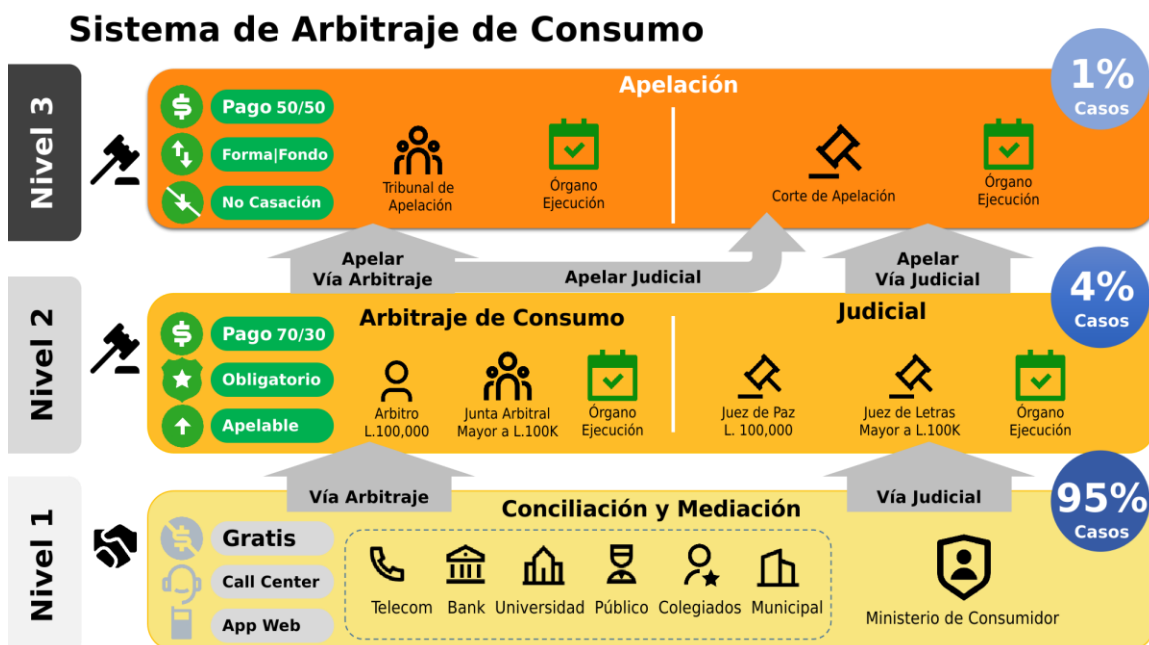 Sistema de Arbitraje de Consumo
Nivel 3
Pago 50/50
Forma|Fondo
No Casación
Apelación
Tribunal de
Apelación
Órgano
Ejecución
Corte de Apelación
Órgano
Ejecución
1%
Casos
Apelar
Vía Arbitraje
Apelar Judicial
Apelar
Vía Judicial
Nivel 2
Pago 70/30
Obligatorio
Apelable
Arbitraje de Consumo
Arbitro
L.100,000
Junta Arbitral
Mayor a L.100K
Órgano
Ejecución
Judicial
Juez de Paz
L. 100,000
Juez de Letras
Mayor a L.100K
Órgano
Ejecución
4%
Casos
Vía Arbitraje
Vía Judicial
Nivel 1
Gratis
Call Center
App Web
Conciliación y Mediación
Telecom
Bank
Universidad
Público
Colegiados
Municipal
Ministerio de Consumidor
95%
Casos